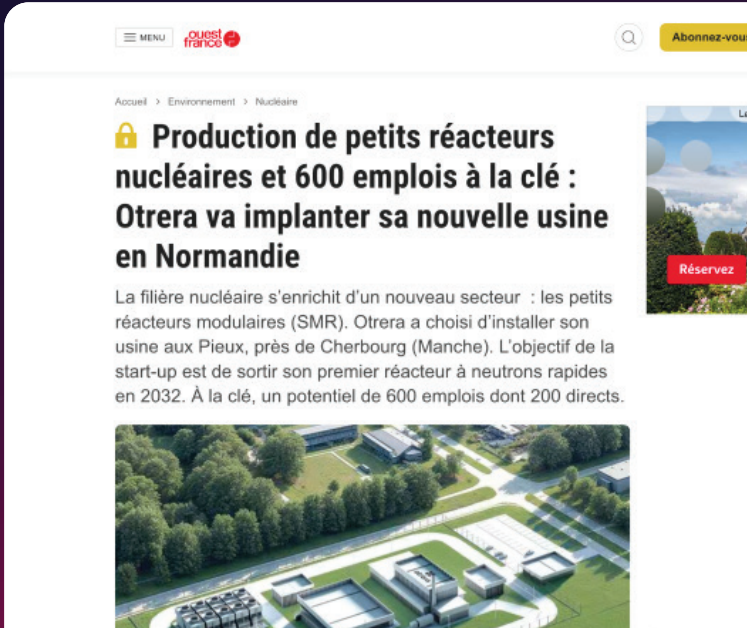 MENU
ouest
france
Abonnez-vous
Accueil > Environnement > Nucléaire
Production de petits réacteurs
nucléaires et 600 emplois à la clé :
Otrera va implanter sa nouvelle usine
en Normandie
La filière nucléaire s’enrichit d’un nouveau secteur : les petits
réacteurs modulaires (SMR). Otrera a choisi d’installer son
usine aux Pieux, près de Cherbourg (Manche). L’objectif de la
start-up est de sortir son premier réacteur à neutrons rapides
en 2032. À la clé, un potentiel de 600 emplois dont 200 directs.
Réservez